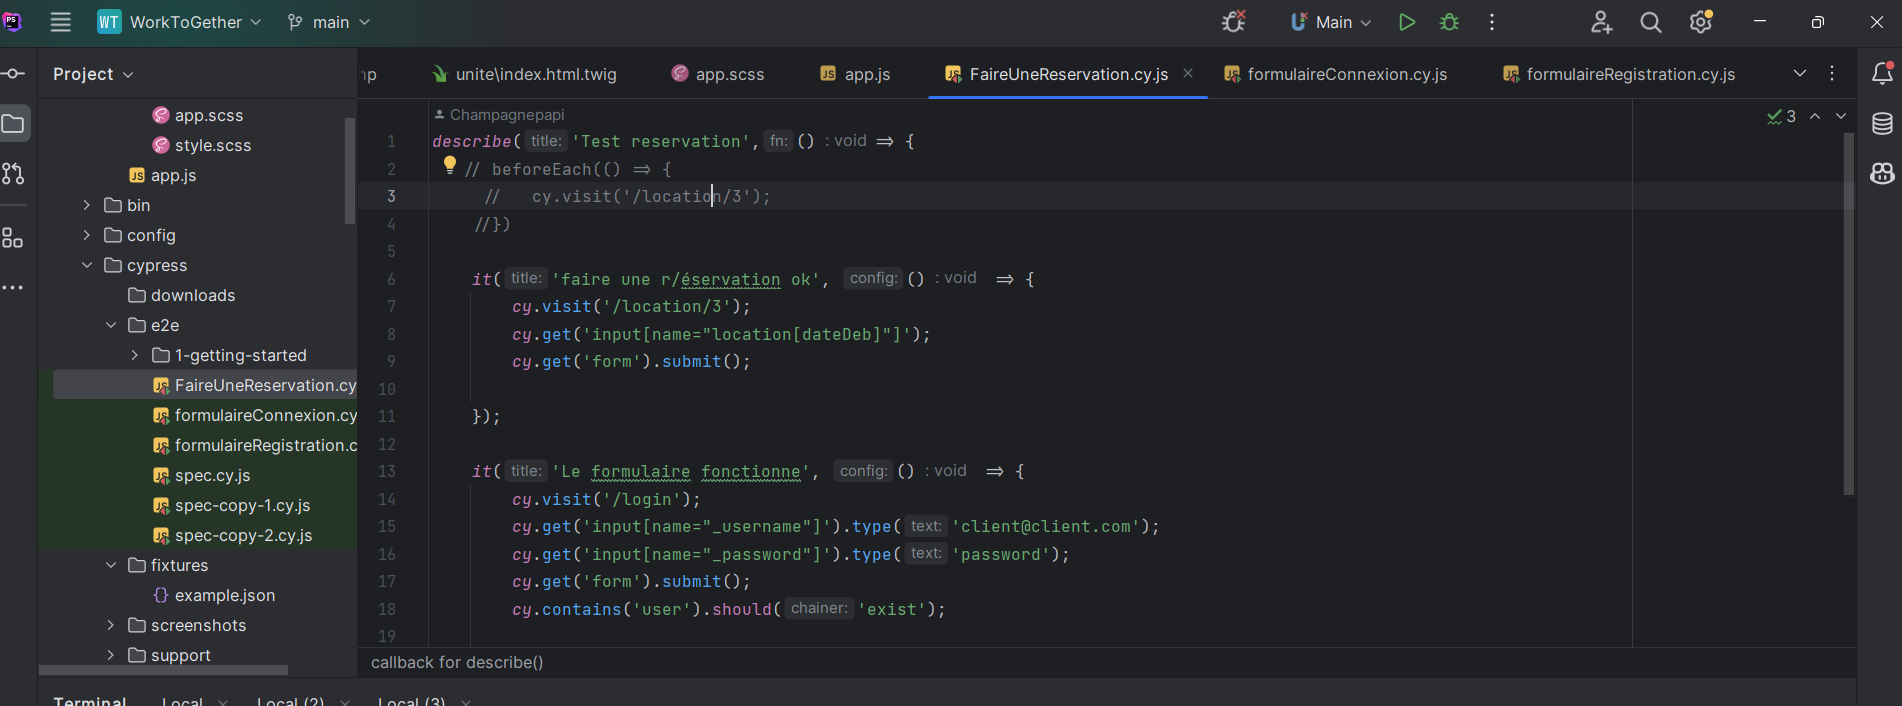 PS WT WorkToGether main Main
Project
np unite\index.html.twig app.scss app.js FaireUneReservation.cy.js formulaireConnexion.cy.js formulaireRegistration.cy.js
app.scss
style.scss
app.js
bin
config
cypress
downloads
e2e
1-getting-started
FaireUneReservation.cy
formulaireConnexion.cy
formulaireRegistration.c
spec.cy.js
spec-copy-1.cy.js
spec-copy-2.cy.js
fixtures
example.json
screenshots
support
Champagnepapi
3
1 describe( title: 'Test reservation', fn: () : void => {
2 // beforeEach(() => {
3 // cy.visit('/location/3');
4 //})
5
6 it( title: 'faire une r/éservation ok', config: () : void => {
7 cy.visit('/location/3');
8 cy.get('input[name="location[dateDeb]"]');
9 cy.get('form').submit();
10
11 });
12
13 it( title: 'Le formulaire fonctionne', config: () : void => {
14 cy.visit('/login');
15 cy.get('input[name="_username"]').type( text: 'client@client.com');
16 cy.get('input[name="_password"]').type( text: 'password');
17 cy.get('form').submit();
18 cy.contains('user').should( chainer: 'exist');
19
callback for describe()
Terminal Local × Local (2) × Local (3) ×